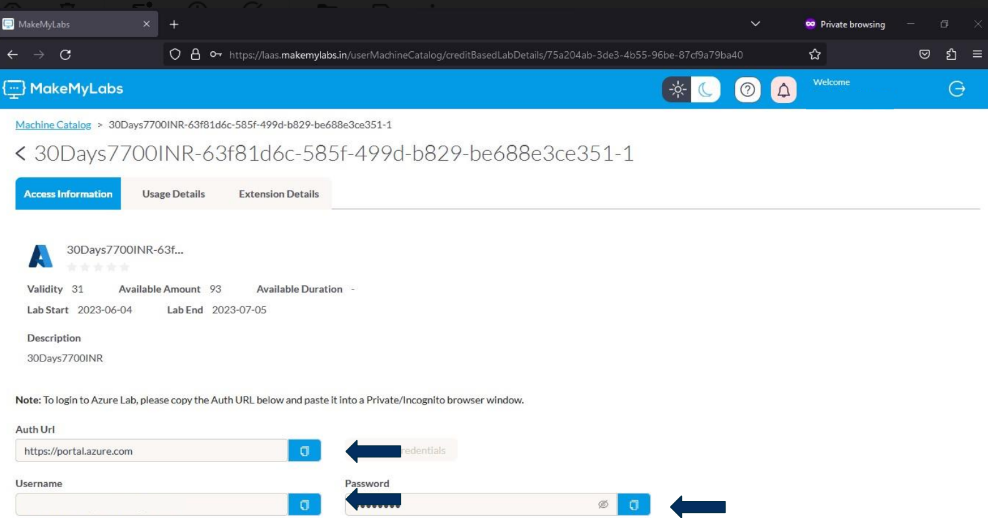 MakeMyLabs
Private browsing
https://laas.makemylabs.in/userMachineCatalog/creditBasedLabDetails/75a204ab-3de3-4b55-96be-87cf9a79ba40
MakeMyLabs
Welcome
Machine Catalog > 30Days7700INR-63f81d6c-585f-499d-b829-be688e3ce351-1
30Days7700INR-63f81d6c-585f-499d-b829-be688e3ce351-1
Access Information Usage Details Extension Details
30Days7700INR-63f...
Validity 31 Available Amount 93 Available Duration -
Lab Start 2023-06-04 Lab End 2023-07-05
Description
30Days7700INR
Note: To login to Azure Lab, please copy the Auth URL below and paste it into a Private/Incognito browser window.
Auth Url
https://portal.azure.com
Username Password